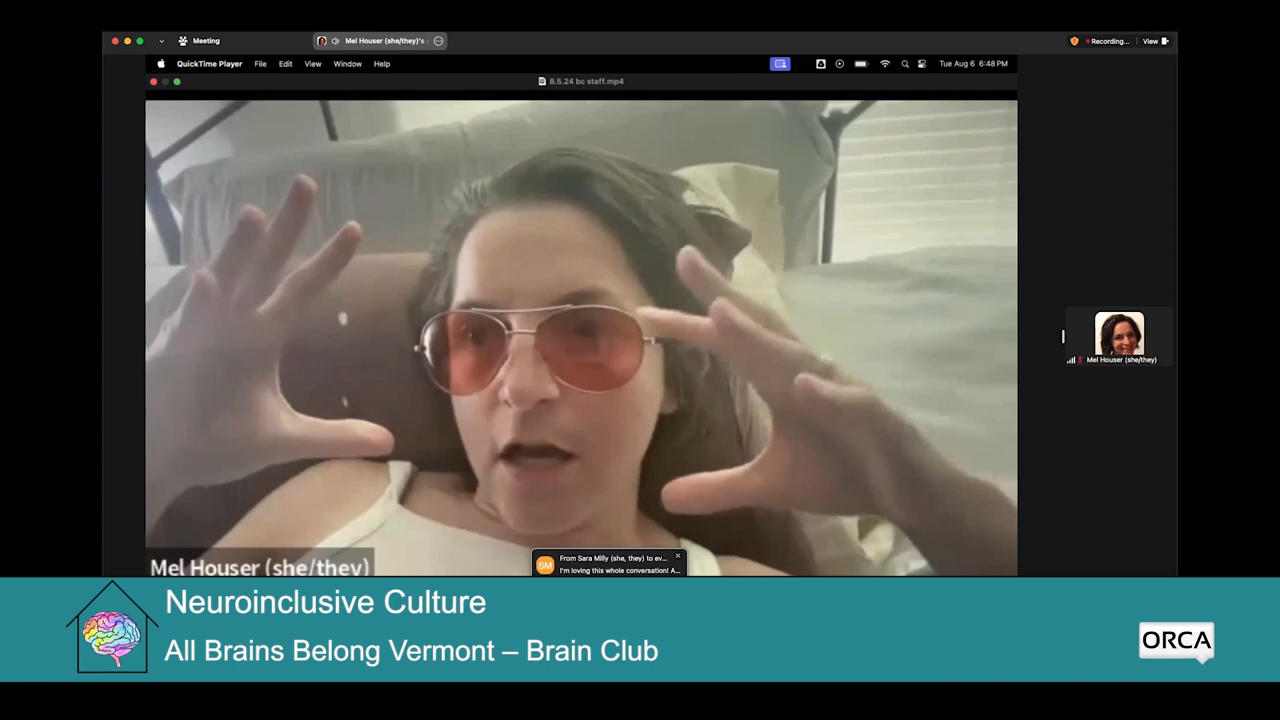 Meeting
Mel Houser (she/they)'s
Recording...
View
QuickTime Player File Edit View Window Help
Tue Aug 6 6:48 PM
8.5.24 bc staff.mp4
Mel Houser (she/they)
Mel Houser (she/they)
SM
From Sara Milly (she, they) to ev...
I'm loving this whole conversation! A...
Neuroinclusive Culture
All Brains Belong Vermont – Brain Club
ORCA